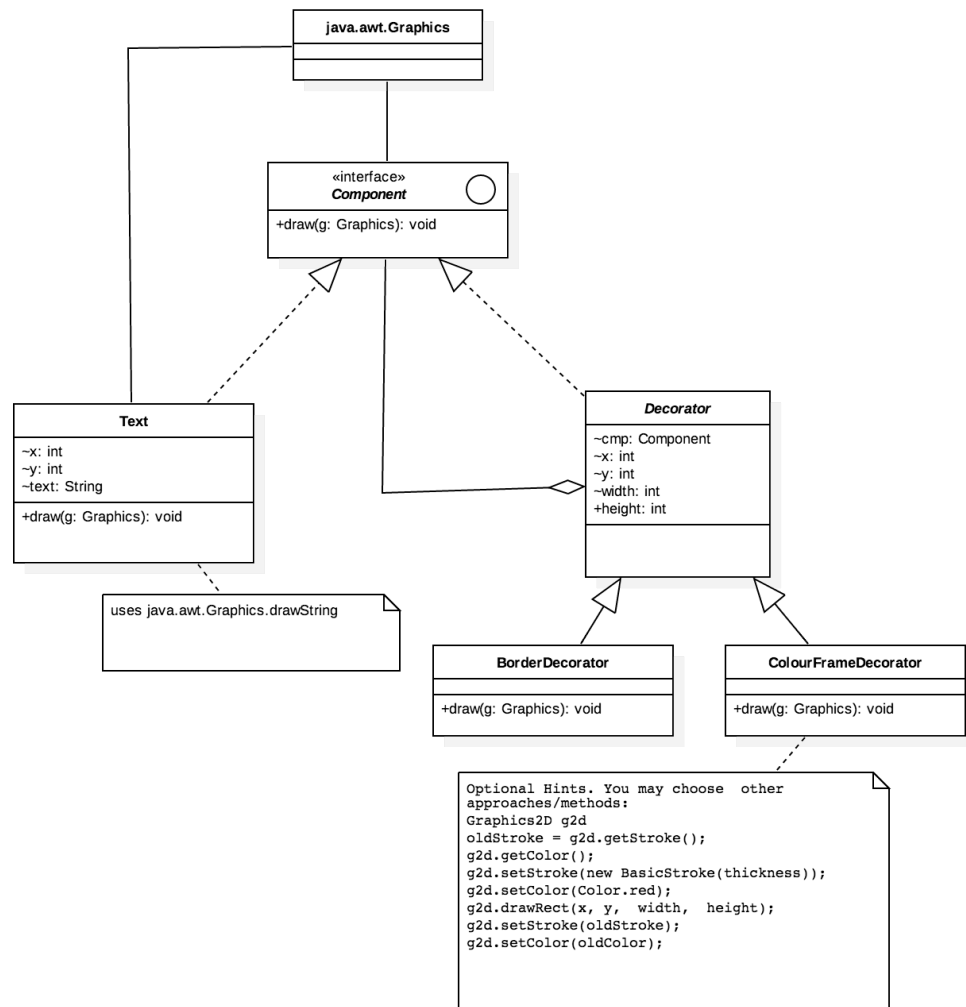 java.awt.Graphics
«interface»
Component
+draw(g: Graphics): void
Text
~x: int
~y: int
~text: String
+draw(g: Graphics): void
uses java.awt.Graphics.drawString
Decorator
~cmp: Component
~x: int
~y: int
~width: int
+height: int
BorderDecorator
+draw(g: Graphics): void
ColourFrameDecorator
+draw(g: Graphics): void
Optional Hints. You may choose  other
approaches/methods:
Graphics2D g2d
oldStroke = g2d.getStroke();
g2d.getColor();
g2d.setStroke(new BasicStroke(thickness));
g2d.setColor(Color.red);
g2d.drawRect(x, y,  width,  height);
g2d.setStroke(oldStroke);
g2d.setColor(oldColor);